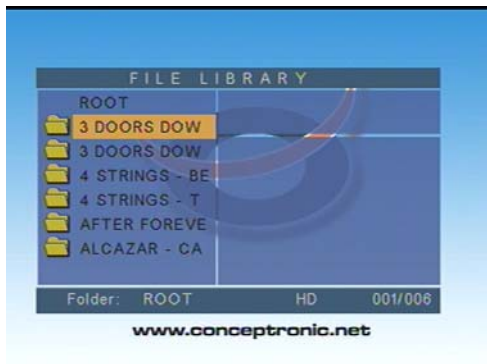 FILE LIBRARY
ROOT
3 DOORS DOW
3 DOORS DOW
4 STRINGS - BE
4 STRINGS - T
AFTER FOREVE
ALCAZAR - CA
Folder: ROOT HD 001/006
www.conceptronic.net